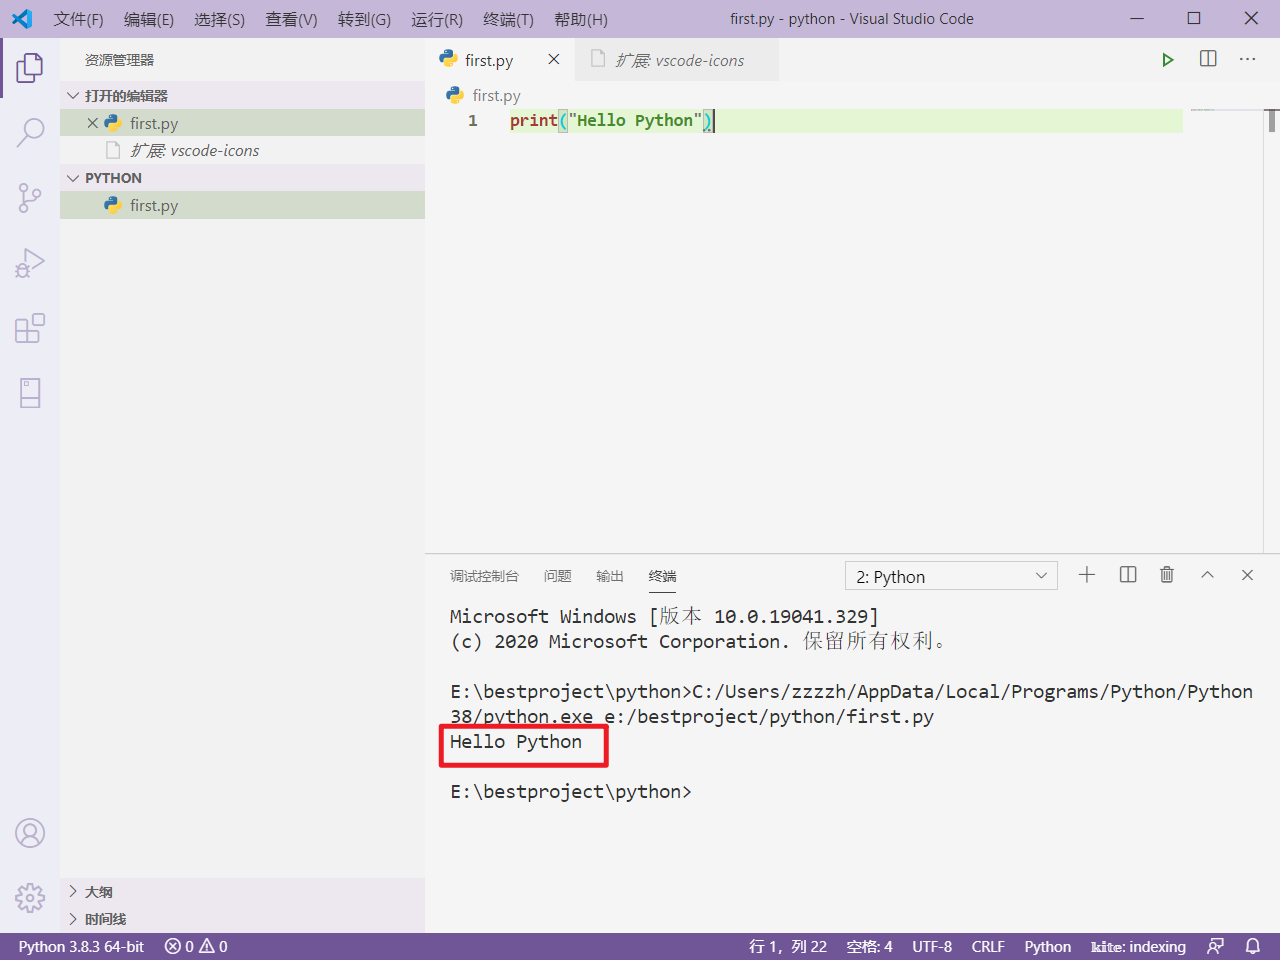 文件(F) 编辑(E) 选择(S) 查看(V) 转到(G) 运行(R) 终端(T) 帮助(H) first.py - python - Visual Studio Code
资源管理器
打开的编辑器
first.py
扩展: vscode-icons
PYTHON
first.py
大纲
时间线
first.py 扩展: vscode-icons
first.py
1 print("Hello Python")
调试控制台 问题 输出 终端 2: Python
Microsoft Windows [版本 10.0.19041.329]
(c) 2020 Microsoft Corporation. 保留所有权利。
E:\bestproject\python>C:/Users/zzzzh/AppData/Local/Programs/Python/Python
38/python.exe e:/bestproject/python/first.py
Hello Python
E:\bestproject\python>
Python 3.8.3 64-bit 0 0 行 1，列 22 空格: 4 UTF-8 CRLF Python kite: indexing